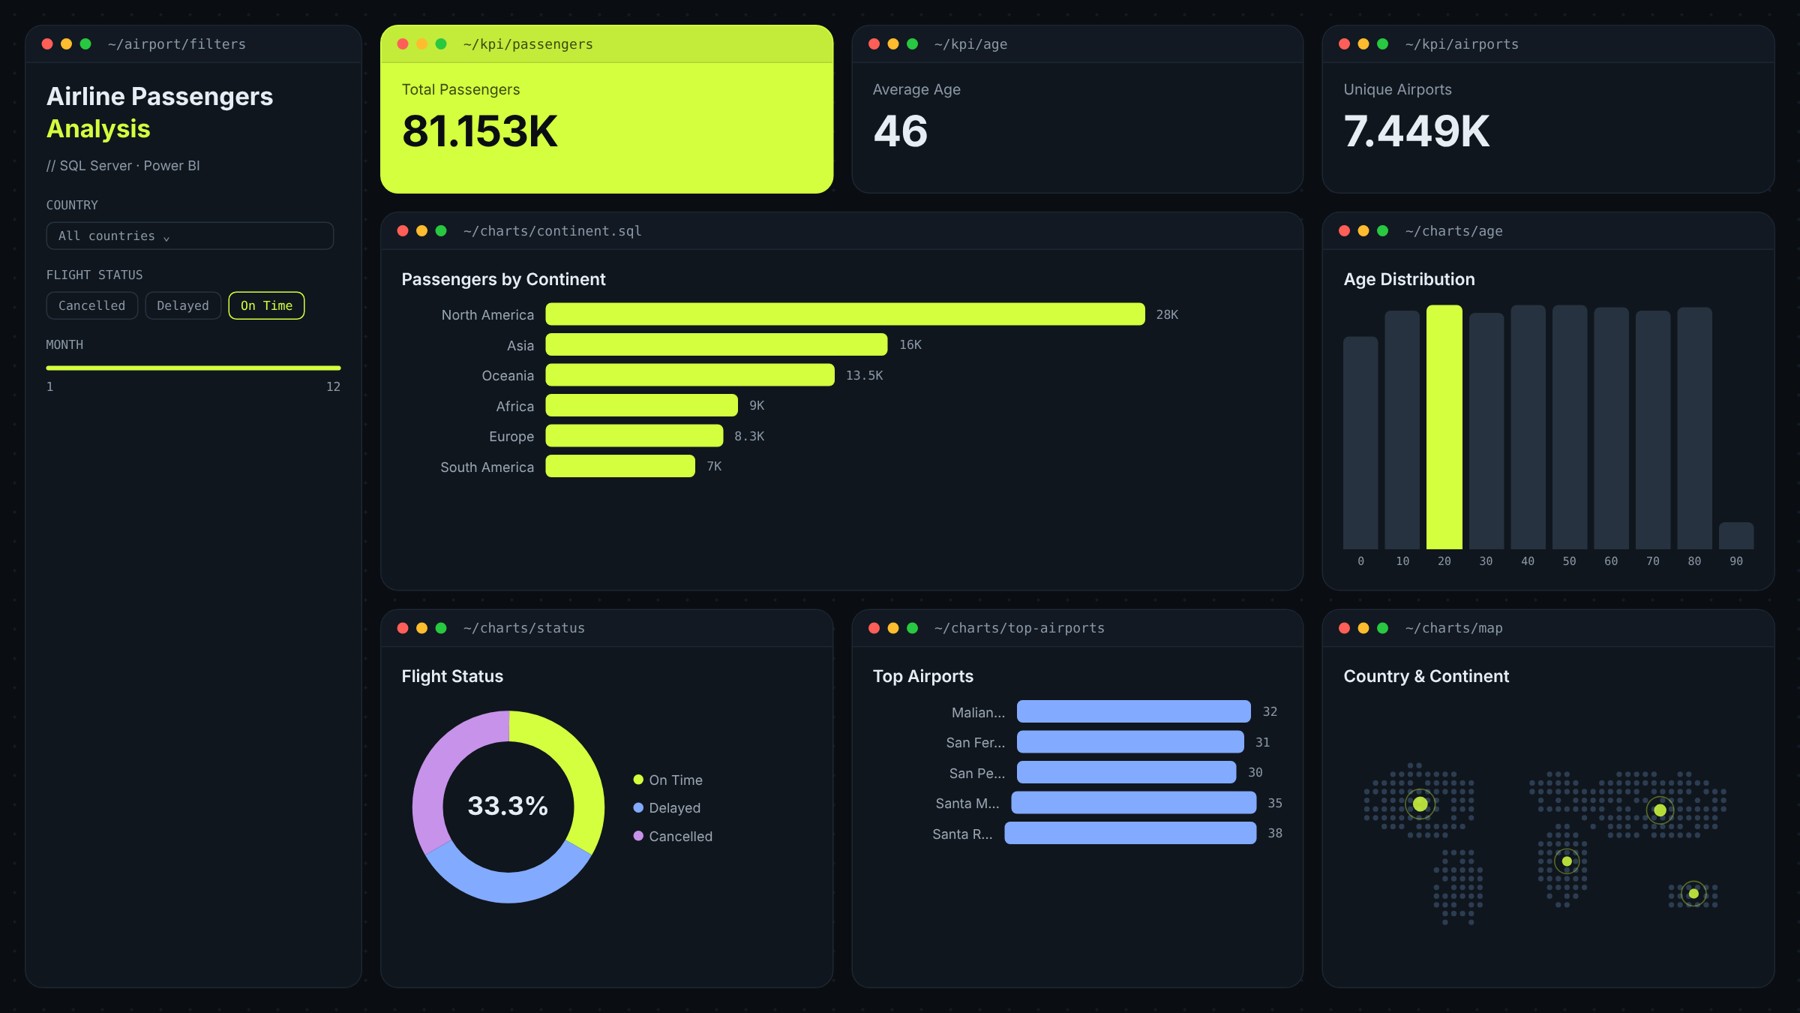 ~/airport/filters
Airline Passengers
Analysis
// SQL Server · Power BI
COUNTRY
All countries ⌄
FLIGHT STATUS
Cancelled
Delayed
On Time
MONTH
1
12
~/kpi/passengers
Total Passengers
81.153K
~/kpi/age
Average Age
46
~/kpi/airports
Unique Airports
7.449K
~/charts/continent.sql
Passengers by Continent
North America 28K
Asia 16K
Oceania 13.5K
Africa 9K
Europe 8.3K
South America 7K
~/charts/age
Age Distribution
0 10 20 30 40 50 60 70 80 90
~/charts/status
Flight Status
33.3%
On Time
Delayed
Cancelled
~/charts/top-airports
Top Airports
Malian... 32
San Fer... 31
San Pe... 30
Santa M... 35
Santa R... 38
~/charts/map
Country & Continent